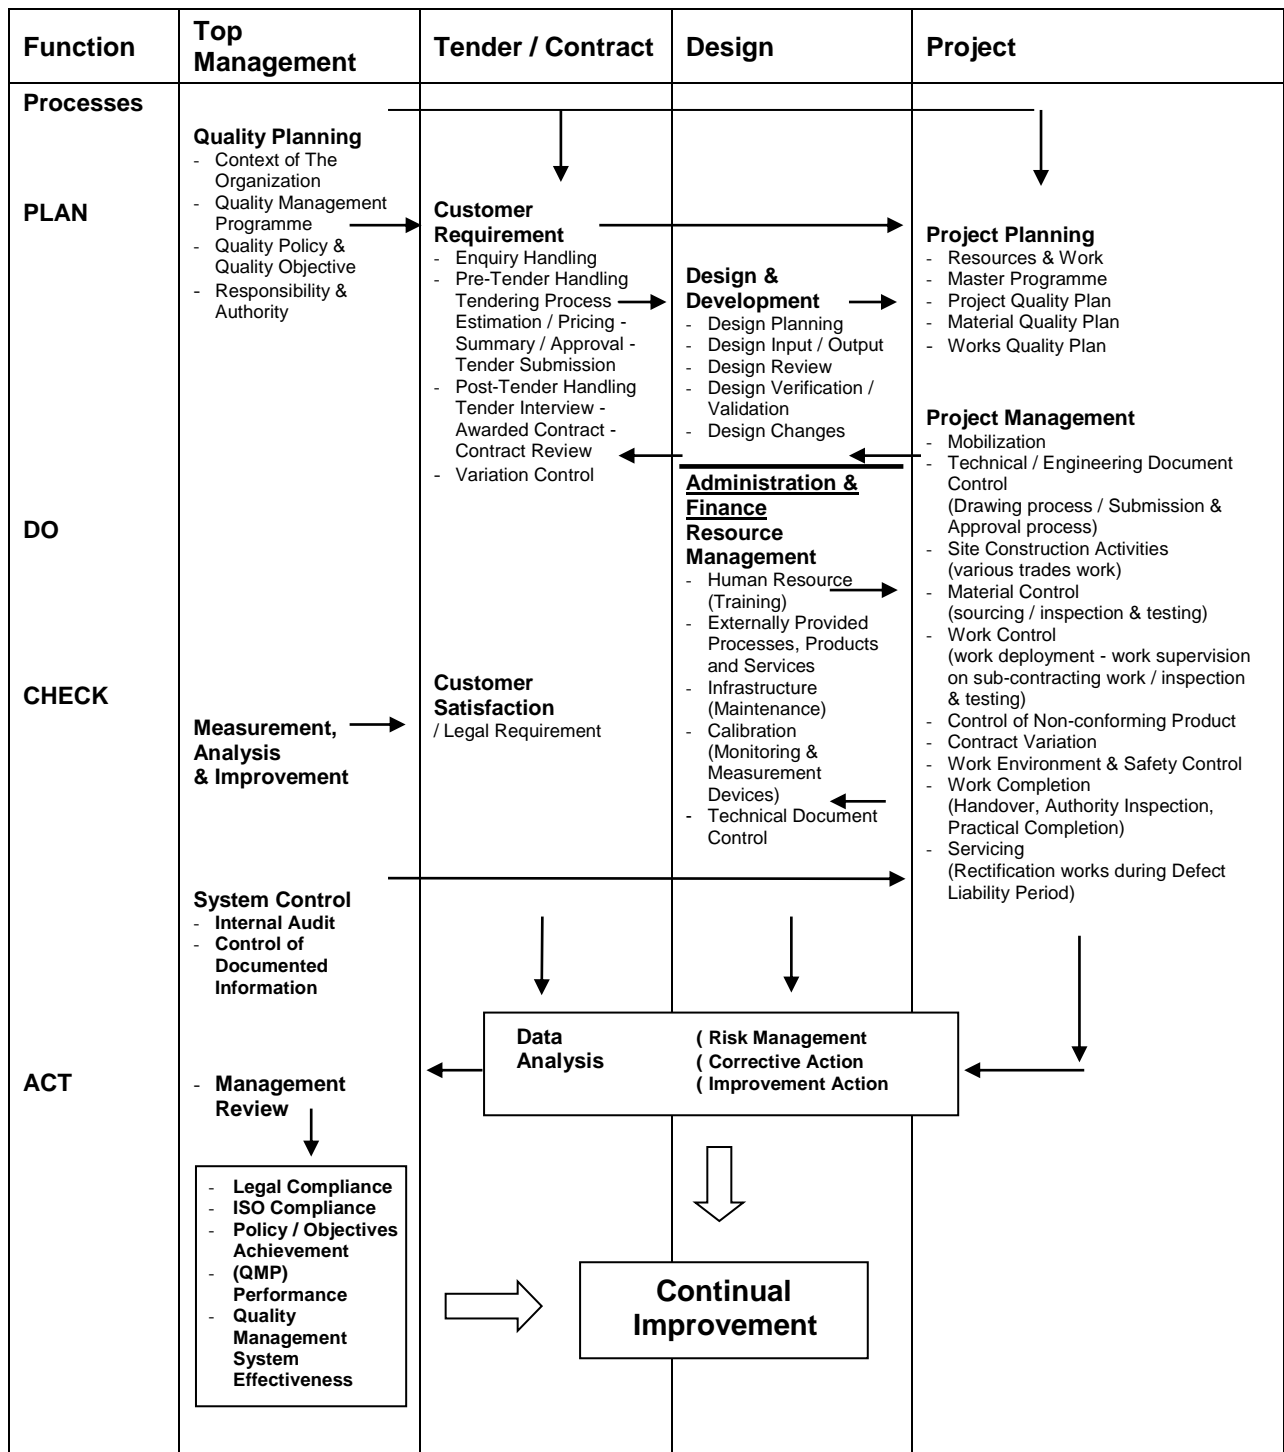 Function
Top
Management
Tender / Contract
Design
Project
Processes
PLAN
DO
CHECK
ACT
Quality Planning
- Context of The
Organization
- Quality Management
Programme
- Quality Policy &
Quality Objective
- Responsibility &
Authority
Measurement,
Analysis
& Improvement
System Control
- Internal Audit
- Control of
Documented
Information
- Management
Review
- Legal Compliance
- ISO Compliance
- Policy / Objectives
Achievement
- (QMP)
Performance
- Quality
Management
System
Effectiveness
Customer
Requirement
- Enquiry Handling
- Pre-Tender Handling
Tendering Process
Estimation / Pricing -
Summary / Approval -
Tender Submission
- Post-Tender Handling
Tender Interview -
Awarded Contract -
Contract Review
- Variation Control
Customer
Satisfaction
/ Legal Requirement
Design &
Development
- Design Planning
- Design Input / Output
- Design Review
- Design Verification /
Validation
- Design Changes
Administration &
Finance
Resource
Management
- Human Resource
(Training)
- Externally Provided
Processes, Products
and Services
- Infrastructure
(Maintenance)
- Calibration
(Monitoring &
Measurement
Devices)
- Technical Document
Control
Project Planning
- Resources & Work
- Master Programme
- Project Quality Plan
- Material Quality Plan
- Works Quality Plan
Project Management
- Mobilization
- Technical / Engineering Document
Control
(Drawing process / Submission &
Approval process)
- Site Construction Activities
(various trades work)
- Material Control
(sourcing / inspection & testing)
- Work Control
(work deployment - work supervision
on sub-contracting work / inspection
& testing)
- Control of Non-conforming Product
- Contract Variation
- Work Environment & Safety Control
- Work Completion
(Handover, Authority Inspection,
Practical Completion)
- Servicing
(Rectification works during Defect
Liability Period)
Data
Analysis
( Risk Management
( Corrective Action
( Improvement Action
Continual
Improvement